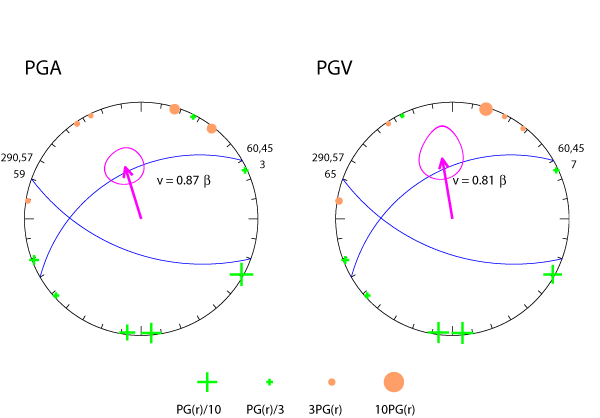 PGA
PGV
290,57
59
60,45
3
v = 0.87 β
290,57
65
60,45
7
v = 0.81 β
PG(r)/10
PG(r)/3
3PG(r)
10PG(r)